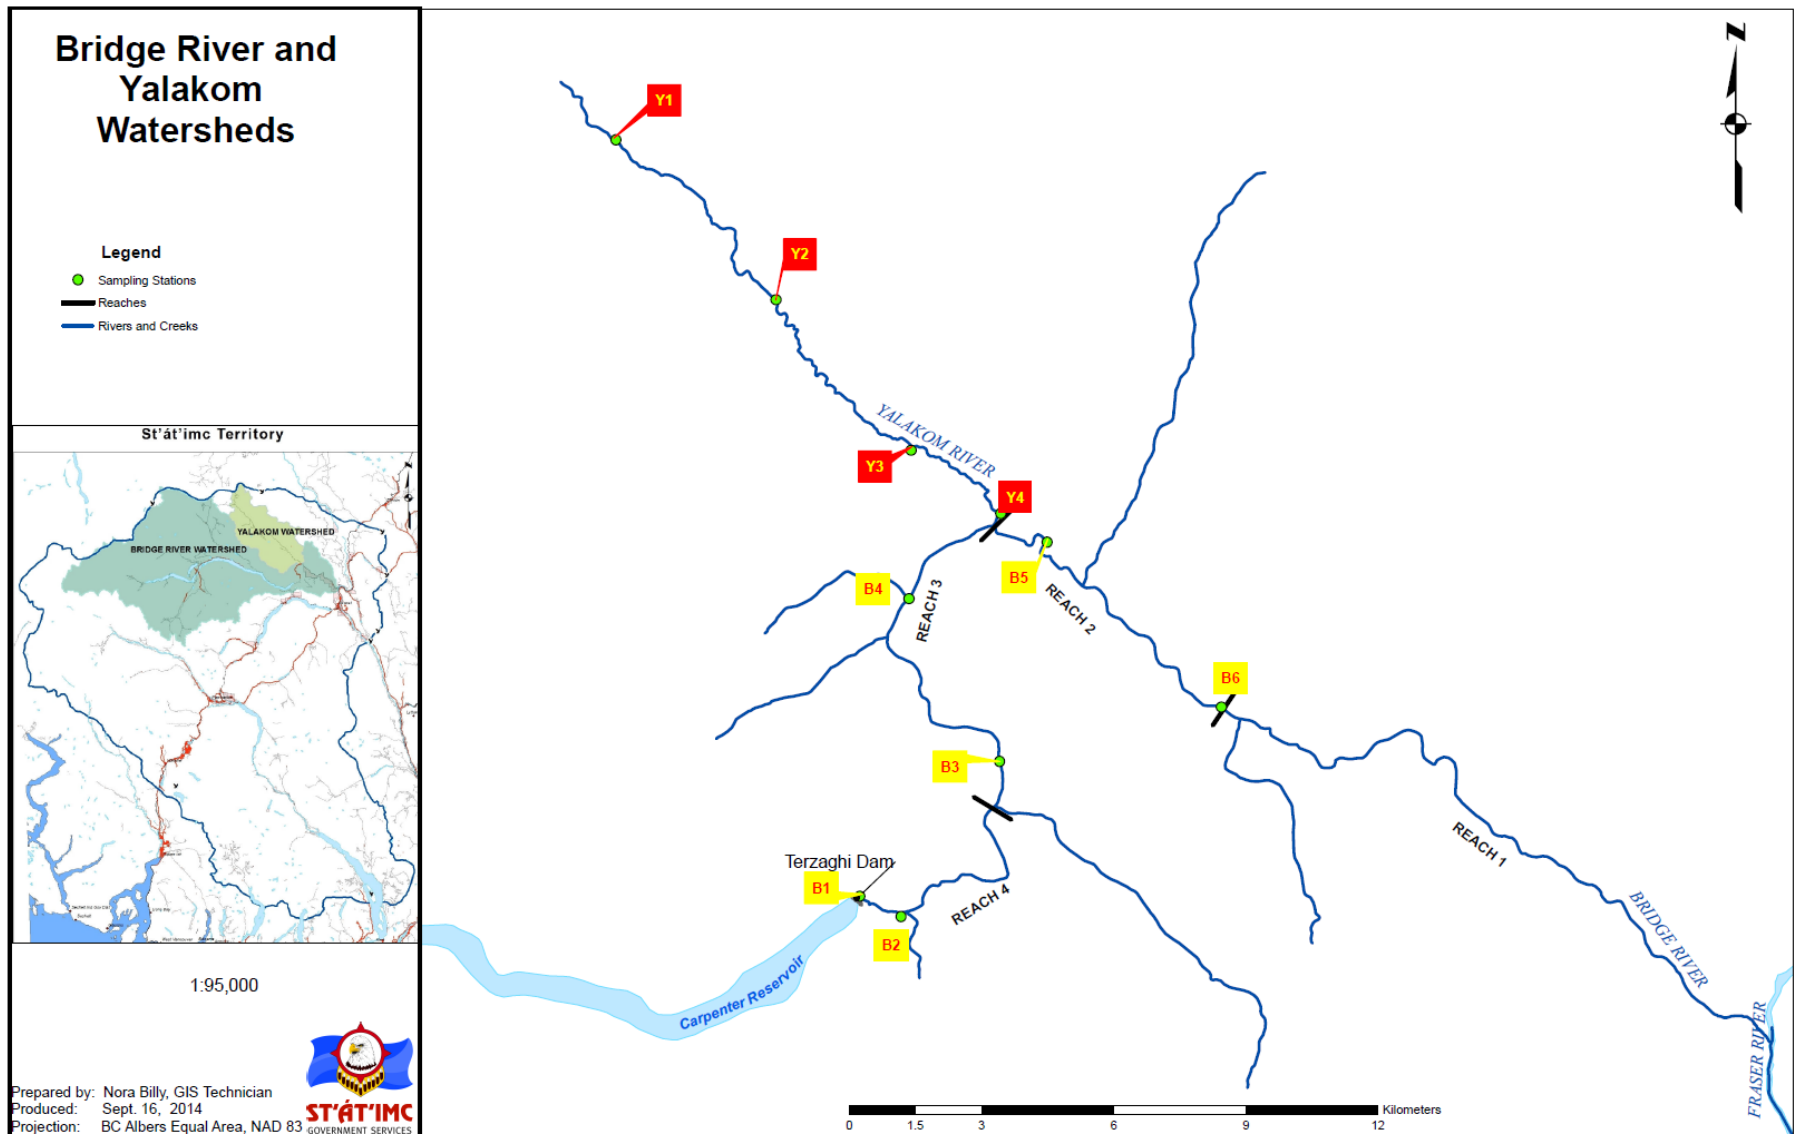 Bridge River and
Yalakom
Watersheds
Legend
Sampling Stations
Reaches
Rivers and Creeks
St'át'imc Territory
YALAKOM WATERSHED
BRIDGE RIVER WATERSHED
1:95,000
Prepared by: Nora Billy, GIS Technician
Produced: Sept. 16, 2014
Projection: BC Albers Equal Area, NAD 83
ST'ÁT'IMC
GOVERNMENT SERVICES
N
Y1
Y2
YALAKOM RIVER
Y3
Y4
B5
B4
REACH 3
REACH 2
B6
B3
REACH 1
Terzaghi Dam
B1
REACH 4
B2
BRIDGE RIVER
Carpenter Reservoir
FRASER RIVER
Kilometers
0 1.5 3 6 9 12